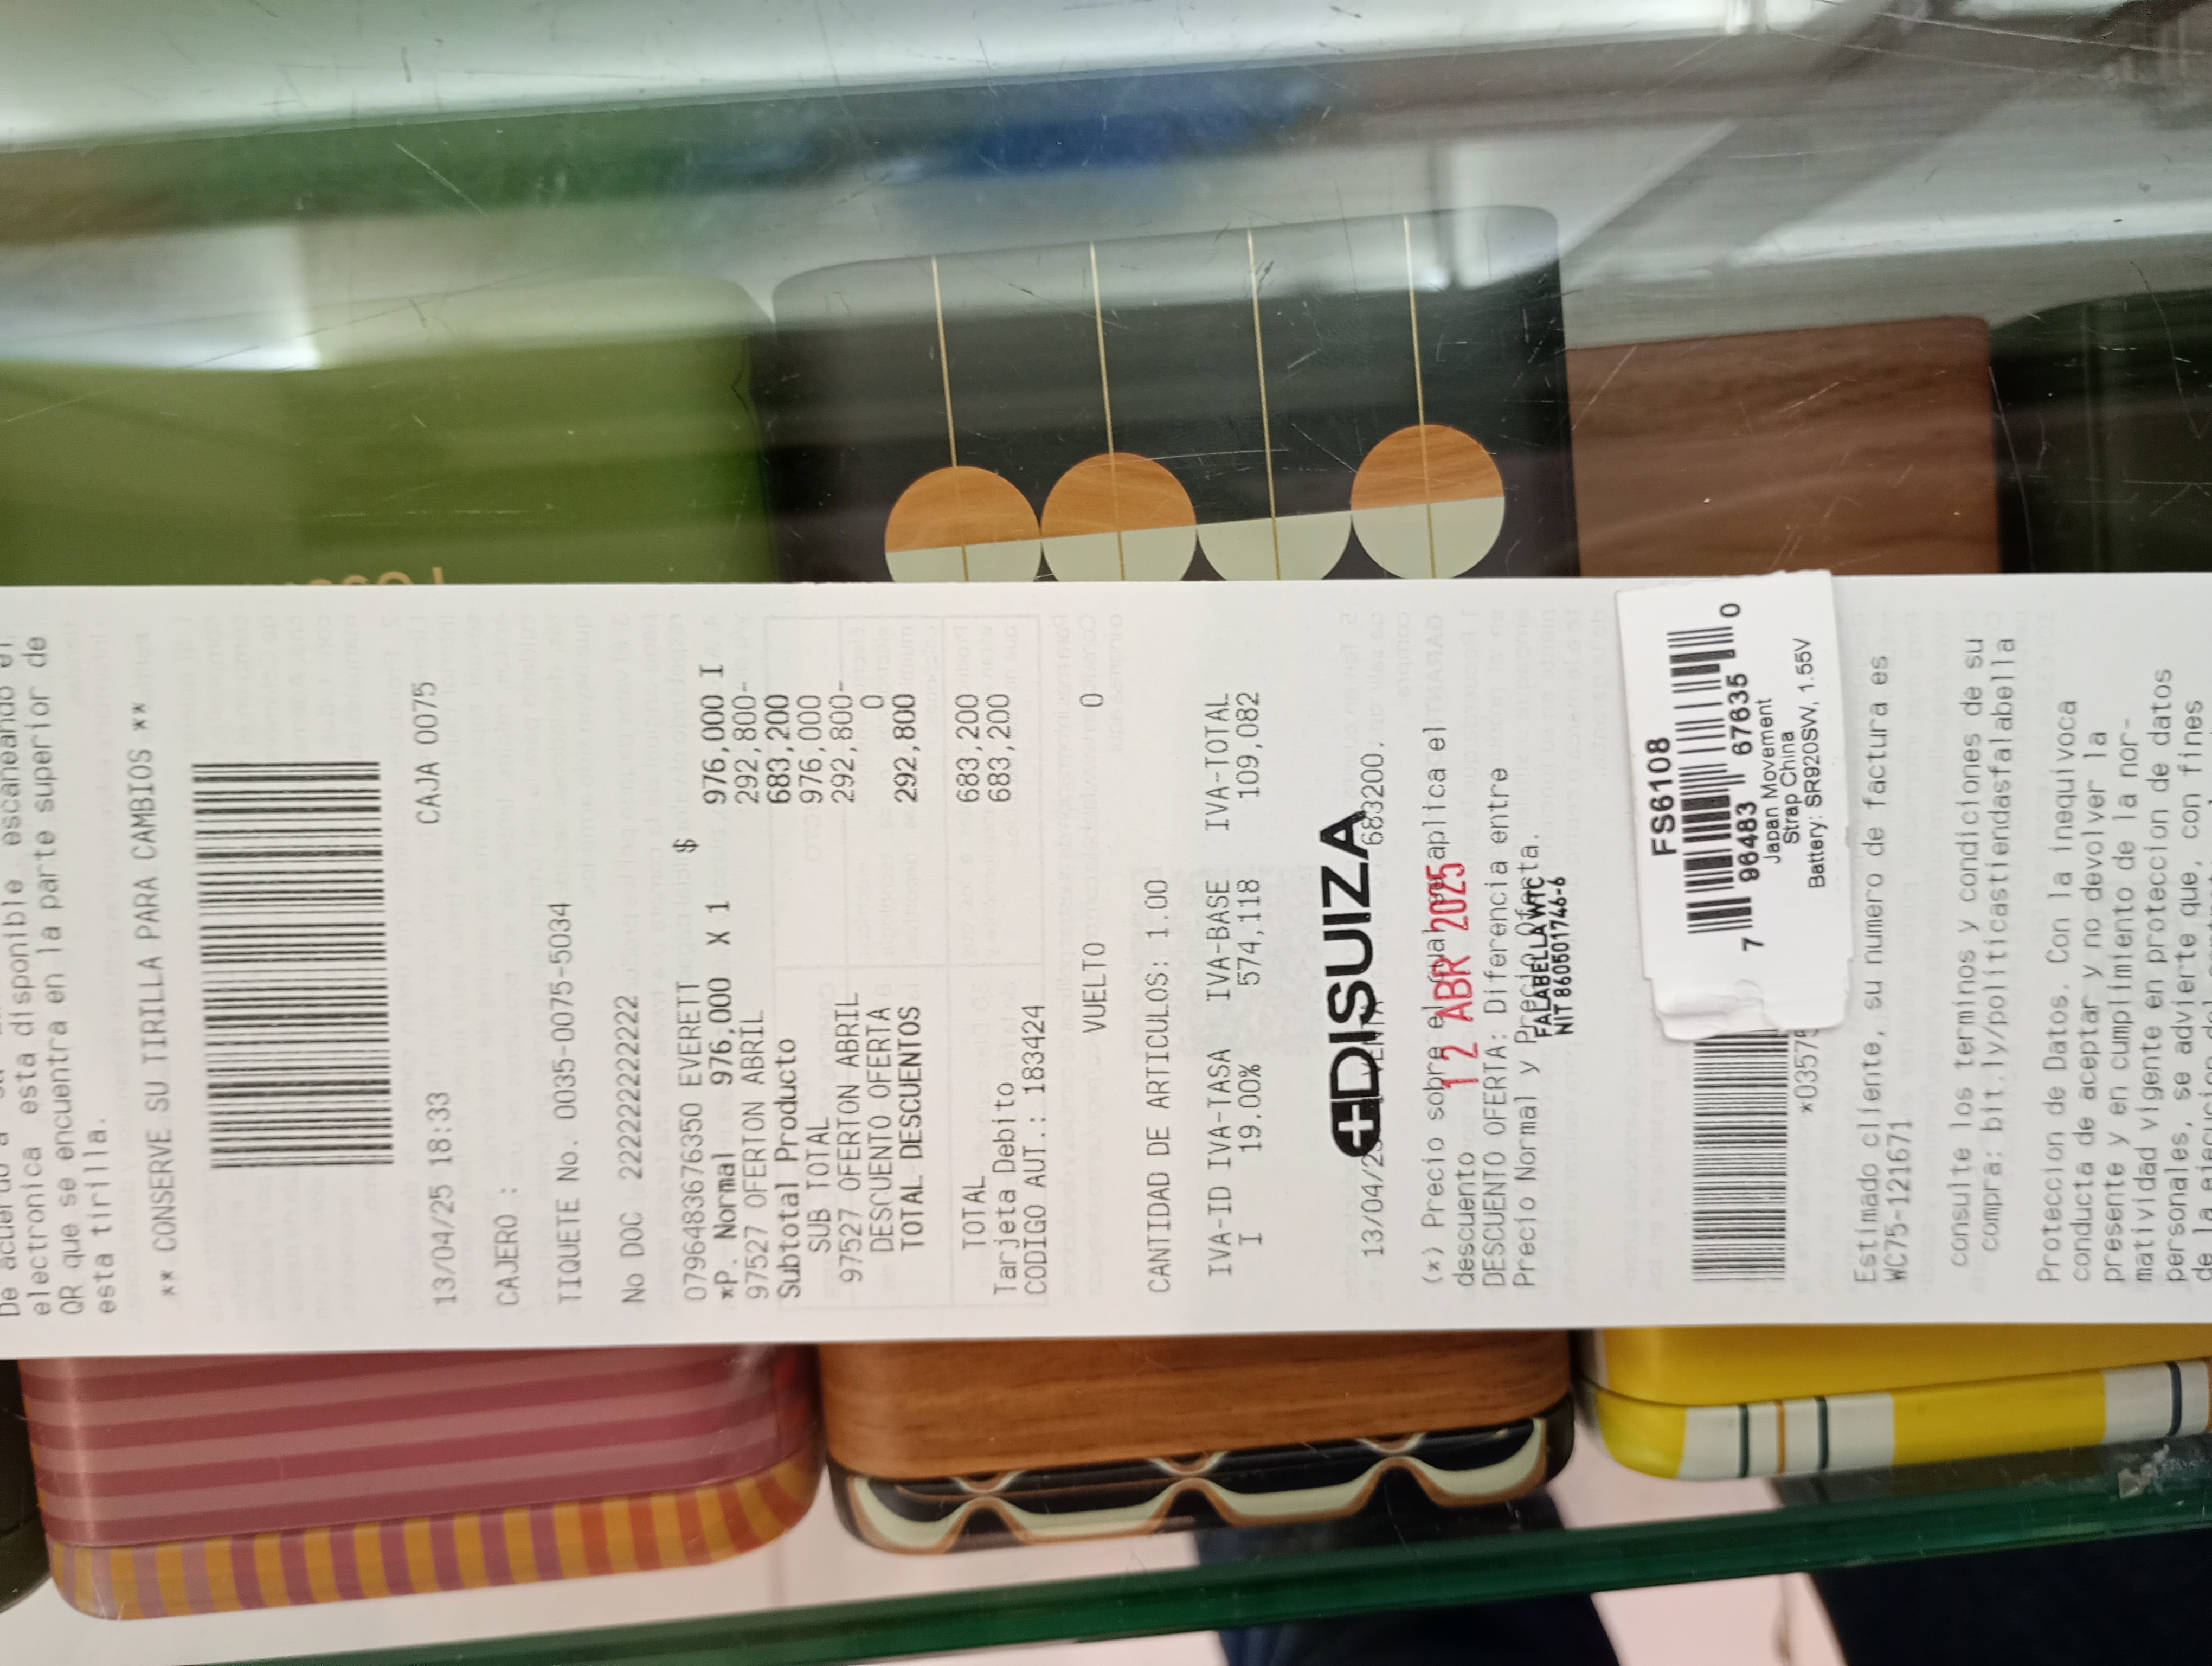 electronica esta disponible escaneando el
QR que se encuentra en la parte superior de
esta tirilla.
** CONSERVE SU TIRILLA PARA CAMBIOS **
13/04/25 18:33 CAJA 0075
CAJERO :
TIQUETE No. 0035-0075-5034
No DOC 222222222222
0796483676350 EVERETT $
*P. Normal 976,000 X 1 976,000 I
97527 OFERTON ABRIL 292,800-
Subtotal Producto 683,200
SUB TOTAL 976,000
97527 OFERTON ABRIL 292,800-
DESCUENTO OFERTA 0
TOTAL DESCUENTOS 292,800
TOTAL 683,200
Tarjeta Debito 683,200
CODIGO AUT.: 183424
VUELTO 0
CANTIDAD DE ARTICULOS: 1.00
IVA-ID IVA-TASA IVA-BASE IVA-TOTAL
I 19.00% 574,118 109,082
DISUIZA
13/04/25 VENTA 683200.
(*) Precio sobre el cual se aplica el
descuento
12 ABR 2025
DESCUENTO OFERTA: Diferencia entre
Precio Normal y Precio Oferta.
FALABELLA WTC
NIT 860501746-6
FS6108
7 96483 67635 0
Japan Movement
Strap China
Battery: SR920SW, 1.55V
*03575
Estimado cliente, su numero de factura es
WC75-121671
consulte los terminos y condiciones de su
compra: bit.ly/politicastiendasfalabella
Proteccion de Datos. Con la inequivoca
conducta de aceptar y no devolver la
presente y en cumplimiento de la nor-
matividad vigente en proteccion de datos
personales, se advierte que, con fines